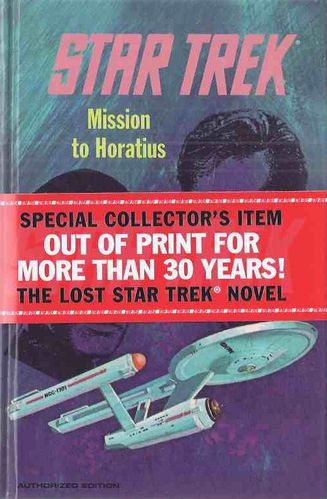 STAR TREK®
Mission
to Horatius
SPECIAL COLLECTOR'S ITEM
OUT OF PRINT FOR
MORE THAN 30 YEARS!
THE LOST STAR TREK® NOVEL
NCC-1701
AUTHORIZED EDITION